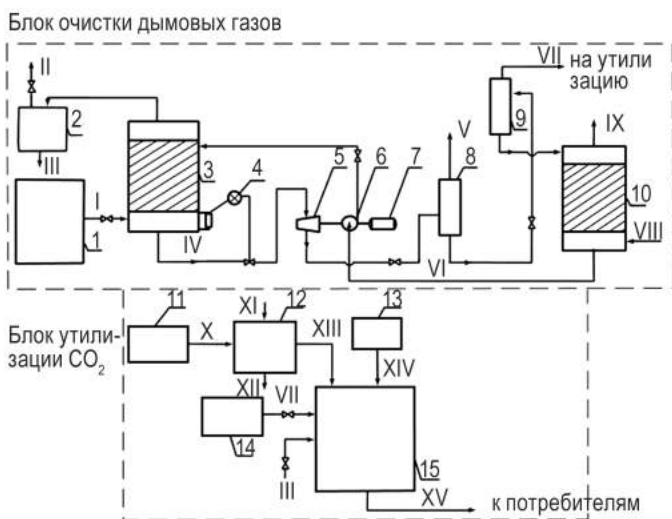 Блок очистки дымовых газов
II
VII на утили
зацию
2
V
IX
9
III
3
4
5
6
7
8
I
10
1
IV
VI
VIII
11
XI
12
13
Блок утили-
зации CO₂
X
XIII
XIV
XII
VII
14
15
III
XV
к потребителям